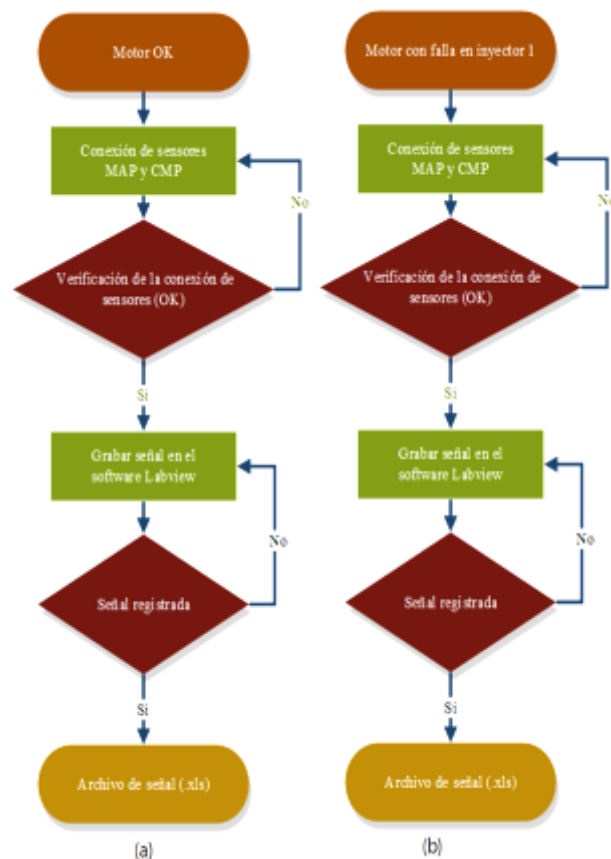 Motor OK
Conexión de sensores
MAP y CMP
No
Verificación de la conexión de
sensores (OK)
Si
Grabar señal en el
software Labview
No
Señal registrada
Si
Archivo de señal (.xls)
(a)
Motor con falla en inyector 1
Conexión de sensores
MAP y CMP
No
Verificación de la conexión de
sensores (OK)
Si
Grabar señal en el
software Labview
No
Señal registrada
Si
Archivo de señal (.xls)
(b)